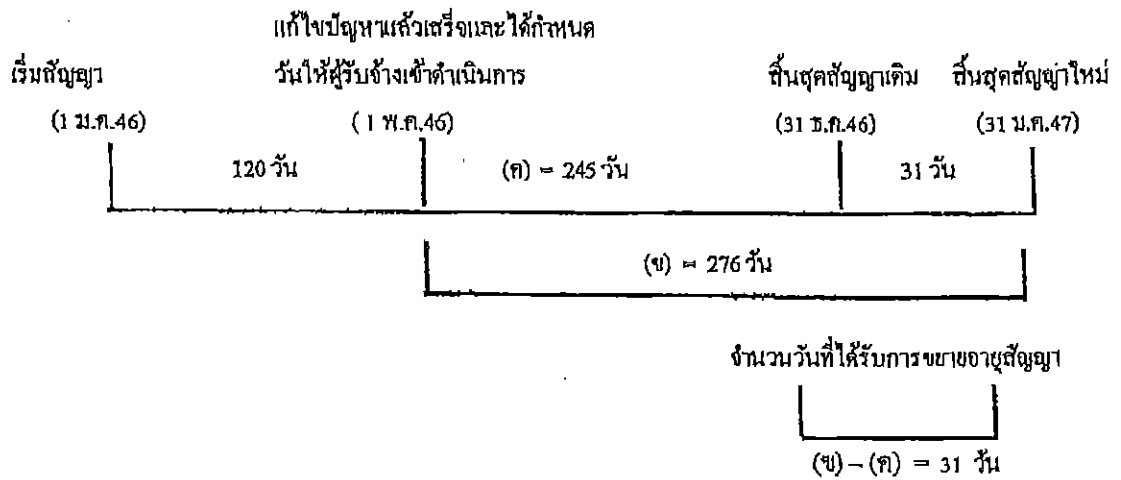 แก้ไขปัญหาแล้วเสร็จและได้กำหนด
เริ่มสัญญา วันให้ผู้รับจ้างเข้าดำเนินการ สิ้นสุดสัญญาเดิม สิ้นสุดสัญญาใหม่
(1 ม.ค.46) (1 พ.ค.46) (31 ธ.ค.46) (31 ม.ค.47)
120 วัน (ค) = 245 วัน 31 วัน
(ข) = 276 วัน
จำนวนวันที่ได้รับการขยายอายุสัญญา
(ข) – (ค) = 31 วัน